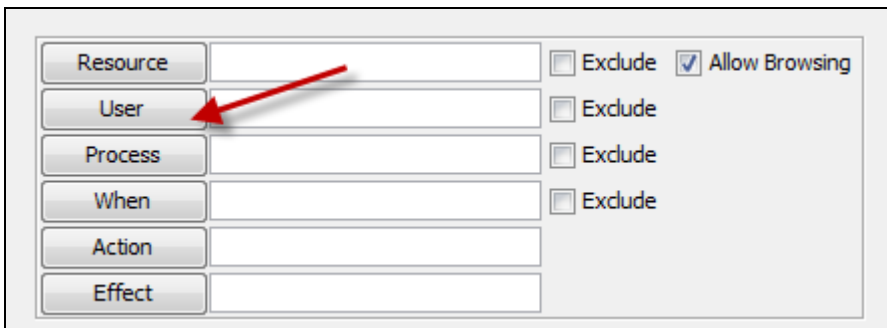 Resource Exclude Allow Browsing
User Exclude
Process Exclude
When Exclude
Action
Effect